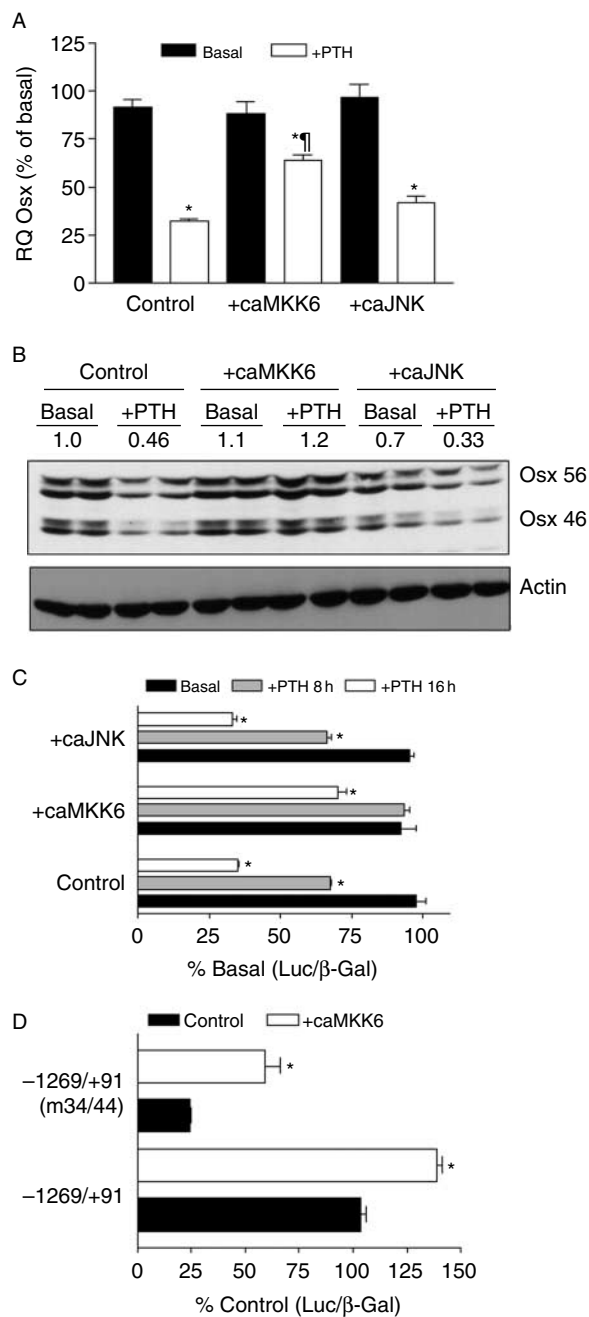 A
Basal +PTH
RQ Osx (% of basal)
125
100
75
50
25
0
*
*¶
*
Control +caMKK6 +caJNK
B
Control +caMKK6 +caJNK
Basal +PTH Basal +PTH Basal +PTH
1.0 0.46 1.1 1.2 0.7 0.33
Osx 56
Osx 46
Actin
C
Basal +PTH 8 h +PTH 16 h
+caJNK
*
*
+caMKK6
*
Control
*
*
0 25 50 75 100
% Basal (Luc/β-Gal)
D
Control +caMKK6
−1269/+91
(m34/44)
*
−1269/+91
*
0 25 50 75 100 125 150
% Control (Luc/β-Gal)